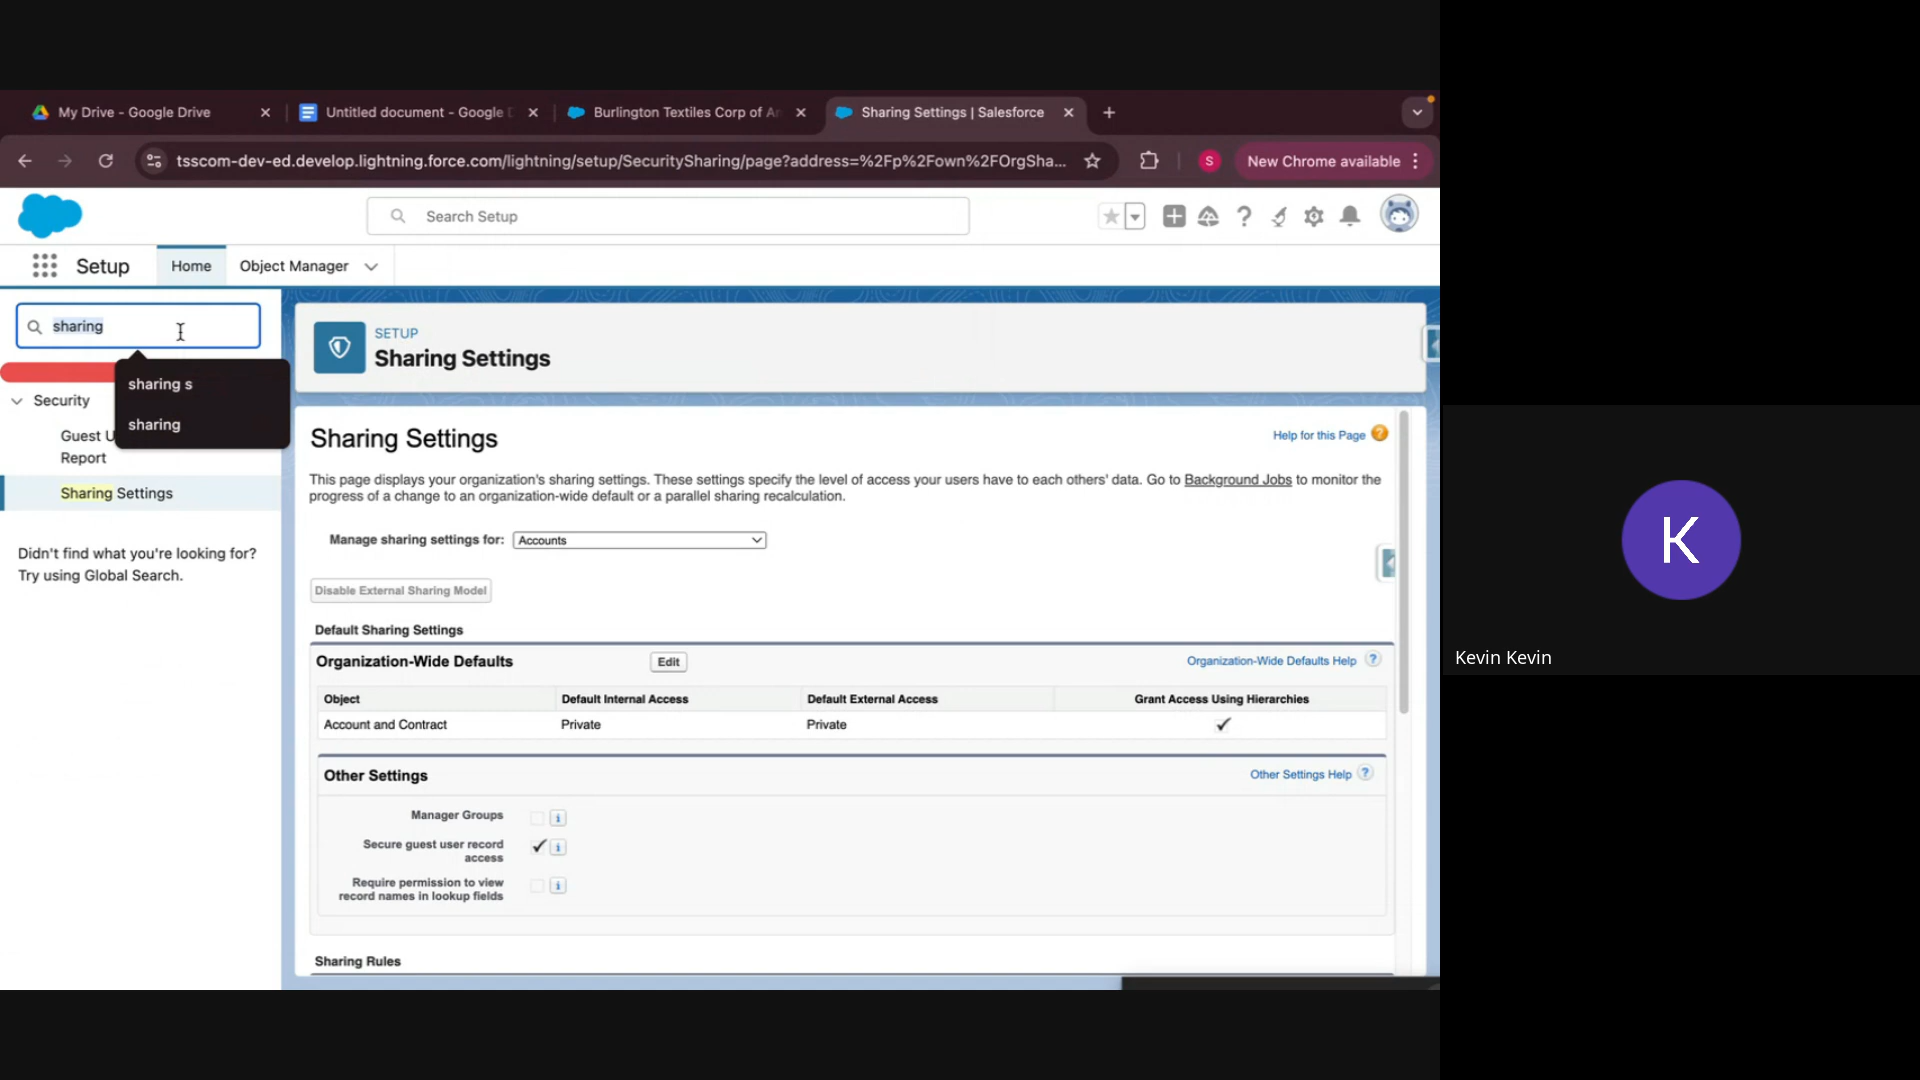 My Drive - Google Drive
Untitled document - Google D
Burlington Textiles Corp of Am
Sharing Settings | Salesforce
tsscom-dev-ed.develop.lightning.force.com/lightning/setup/SecuritySharing/page?address=%2Fp%2Fown%2FOrgSha...
S
New Chrome available
Search Setup
Setup
Home
Object Manager
sharing
sharing s
sharing
Security
Guest U
Report
Sharing Settings
Didn't find what you're looking for?
Try using Global Search.
SETUP
Sharing Settings
Sharing Settings
Help for this Page
This page displays your organization's sharing settings. These settings specify the level of access your users have to each others' data. Go to Background Jobs to monitor the
progress of a change to an organization-wide default or a parallel sharing recalculation.
Manage sharing settings for: Accounts
Disable External Sharing Model
Default Sharing Settings
Organization-Wide Defaults Edit Organization-Wide Defaults Help ?
Object Default Internal Access Default External Access Grant Access Using Hierarchies
Account and Contract Private Private
Other Settings Other Settings Help ?
Manager Groups i
Secure guest user record
access i
Require permission to view
record names in lookup fields i
Sharing Rules
K
Kevin Kevin